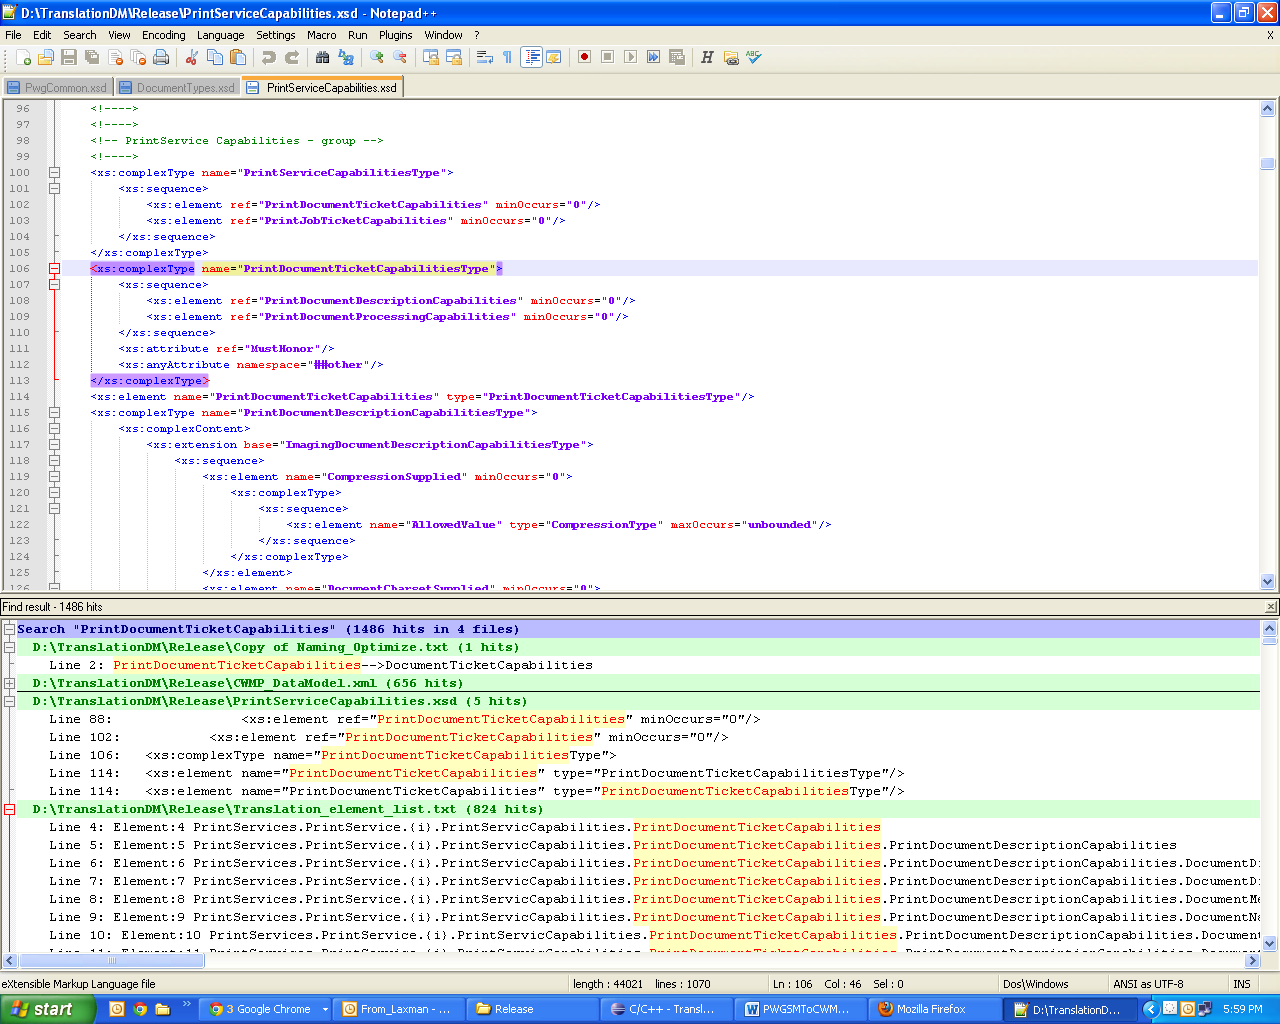 D:\TranslationDM\Release\PrintServiceCapabilities.xsd - Notepad++
File Edit Search View Encoding Language Settings Macro Run Plugins Window ? X
PwgCommon.xsd DocumentTypes.xsd PrintServiceCapabilities.xsd
96 <!---->
97 <!---->
98 <!-- PrintService Capabilities - group -->
99 <!---->
100 <xs:complexType name="PrintServiceCapabilitiesType">
101 <xs:sequence>
102 <xs:element ref="PrintDocumentTicketCapabilities" minOccurs="0"/>
103 <xs:element ref="PrintJobTicketCapabilities" minOccurs="0"/>
104 </xs:sequence>
105 </xs:complexType>
106 <xs:complexType name="PrintDocumentTicketCapabilitiesType">
107 <xs:sequence>
108 <xs:element ref="PrintDocumentDescriptionCapabilities" minOccurs="0"/>
109 <xs:element ref="PrintDocumentProcessingCapabilities" minOccurs="0"/>
110 </xs:sequence>
111 <xs:attribute ref="MustHonor"/>
112 <xs:anyAttribute namespace="##other"/>
113 </xs:complexType>
114 <xs:element name="PrintDocumentTicketCapabilities" type="PrintDocumentTicketCapabilitiesType"/>
115 <xs:complexType name="PrintDocumentDescriptionCapabilitiesType">
116 <xs:complexContent>
117 <xs:extension base="ImagingDocumentDescriptionCapabilitiesType">
118 <xs:sequence>
119 <xs:element name="CompressionSupplied" minOccurs="0">
120 <xs:complexType>
121 <xs:sequence>
122 <xs:element name="AllowedValue" type="CompressionType" maxOccurs="unbounded"/>
123 </xs:sequence>
124 </xs:complexType>
125 </xs:element>
126 <xs:element name="DocumentCharsetSupplied" minOccurs="0">
Find result - 1486 hits
Search "PrintDocumentTicketCapabilities" (1486 hits in 4 files)
D:\TranslationDM\Release\Copy of Naming_Optimize.txt (1 hits)
Line 2: PrintDocumentTicketCapabilities-->DocumentTicketCapabilities
D:\TranslationDM\Release\CWMP_DataModel.xml (656 hits)
D:\TranslationDM\Release\PrintServiceCapabilities.xsd (5 hits)
Line 88: <xs:element ref="PrintDocumentTicketCapabilities" minOccurs="0"/>
Line 102: <xs:element ref="PrintDocumentTicketCapabilities" minOccurs="0"/>
Line 106: <xs:complexType name="PrintDocumentTicketCapabilitiesType">
Line 114: <xs:element name="PrintDocumentTicketCapabilities" type="PrintDocumentTicketCapabilitiesType"/>
Line 114: <xs:element name="PrintDocumentTicketCapabilities" type="PrintDocumentTicketCapabilitiesType"/>
D:\TranslationDM\Release\Translation_element_list.txt (824 hits)
Line 4: Element:4 PrintServices.PrintService.{i}.PrintServicCapabilities.PrintDocumentTicketCapabilities
Line 5: Element:5 PrintServices.PrintService.{i}.PrintServicCapabilities.PrintDocumentTicketCapabilities.PrintDocumentDescriptionCapabilities
Line 6: Element:6 PrintServices.PrintService.{i}.PrintServicCapabilities.PrintDocumentTicketCapabilities.PrintDocumentDescriptionCapabilities.DocumentDi
Line 7: Element:7 PrintServices.PrintService.{i}.PrintServicCapabilities.PrintDocumentTicketCapabilities.PrintDocumentDescriptionCapabilities.DocumentDi
Line 8: Element:8 PrintServices.PrintService.{i}.PrintServicCapabilities.PrintDocumentTicketCapabilities.PrintDocumentDescriptionCapabilities.DocumentMe
Line 9: Element:9 PrintServices.PrintService.{i}.PrintServicCapabilities.PrintDocumentTicketCapabilities.PrintDocumentDescriptionCapabilities.DocumentNa
Line 10: Element:10 PrintServices.PrintService.{i}.PrintServicCapabilities.PrintDocumentTicketCapabilities.PrintDocumentDescriptionCapabilities.Document
eXtensible Markup Language file length : 44021 lines : 1070 Ln : 106 Col : 46 Sel : 0 Dos\Windows ANSI as UTF-8 INS
start 3 Google Chrome From_Laxman - ... Release C/C++ - Transl... PWGSMToCWM... Mozilla Firefox D:\TranslationD... 5:59 PM